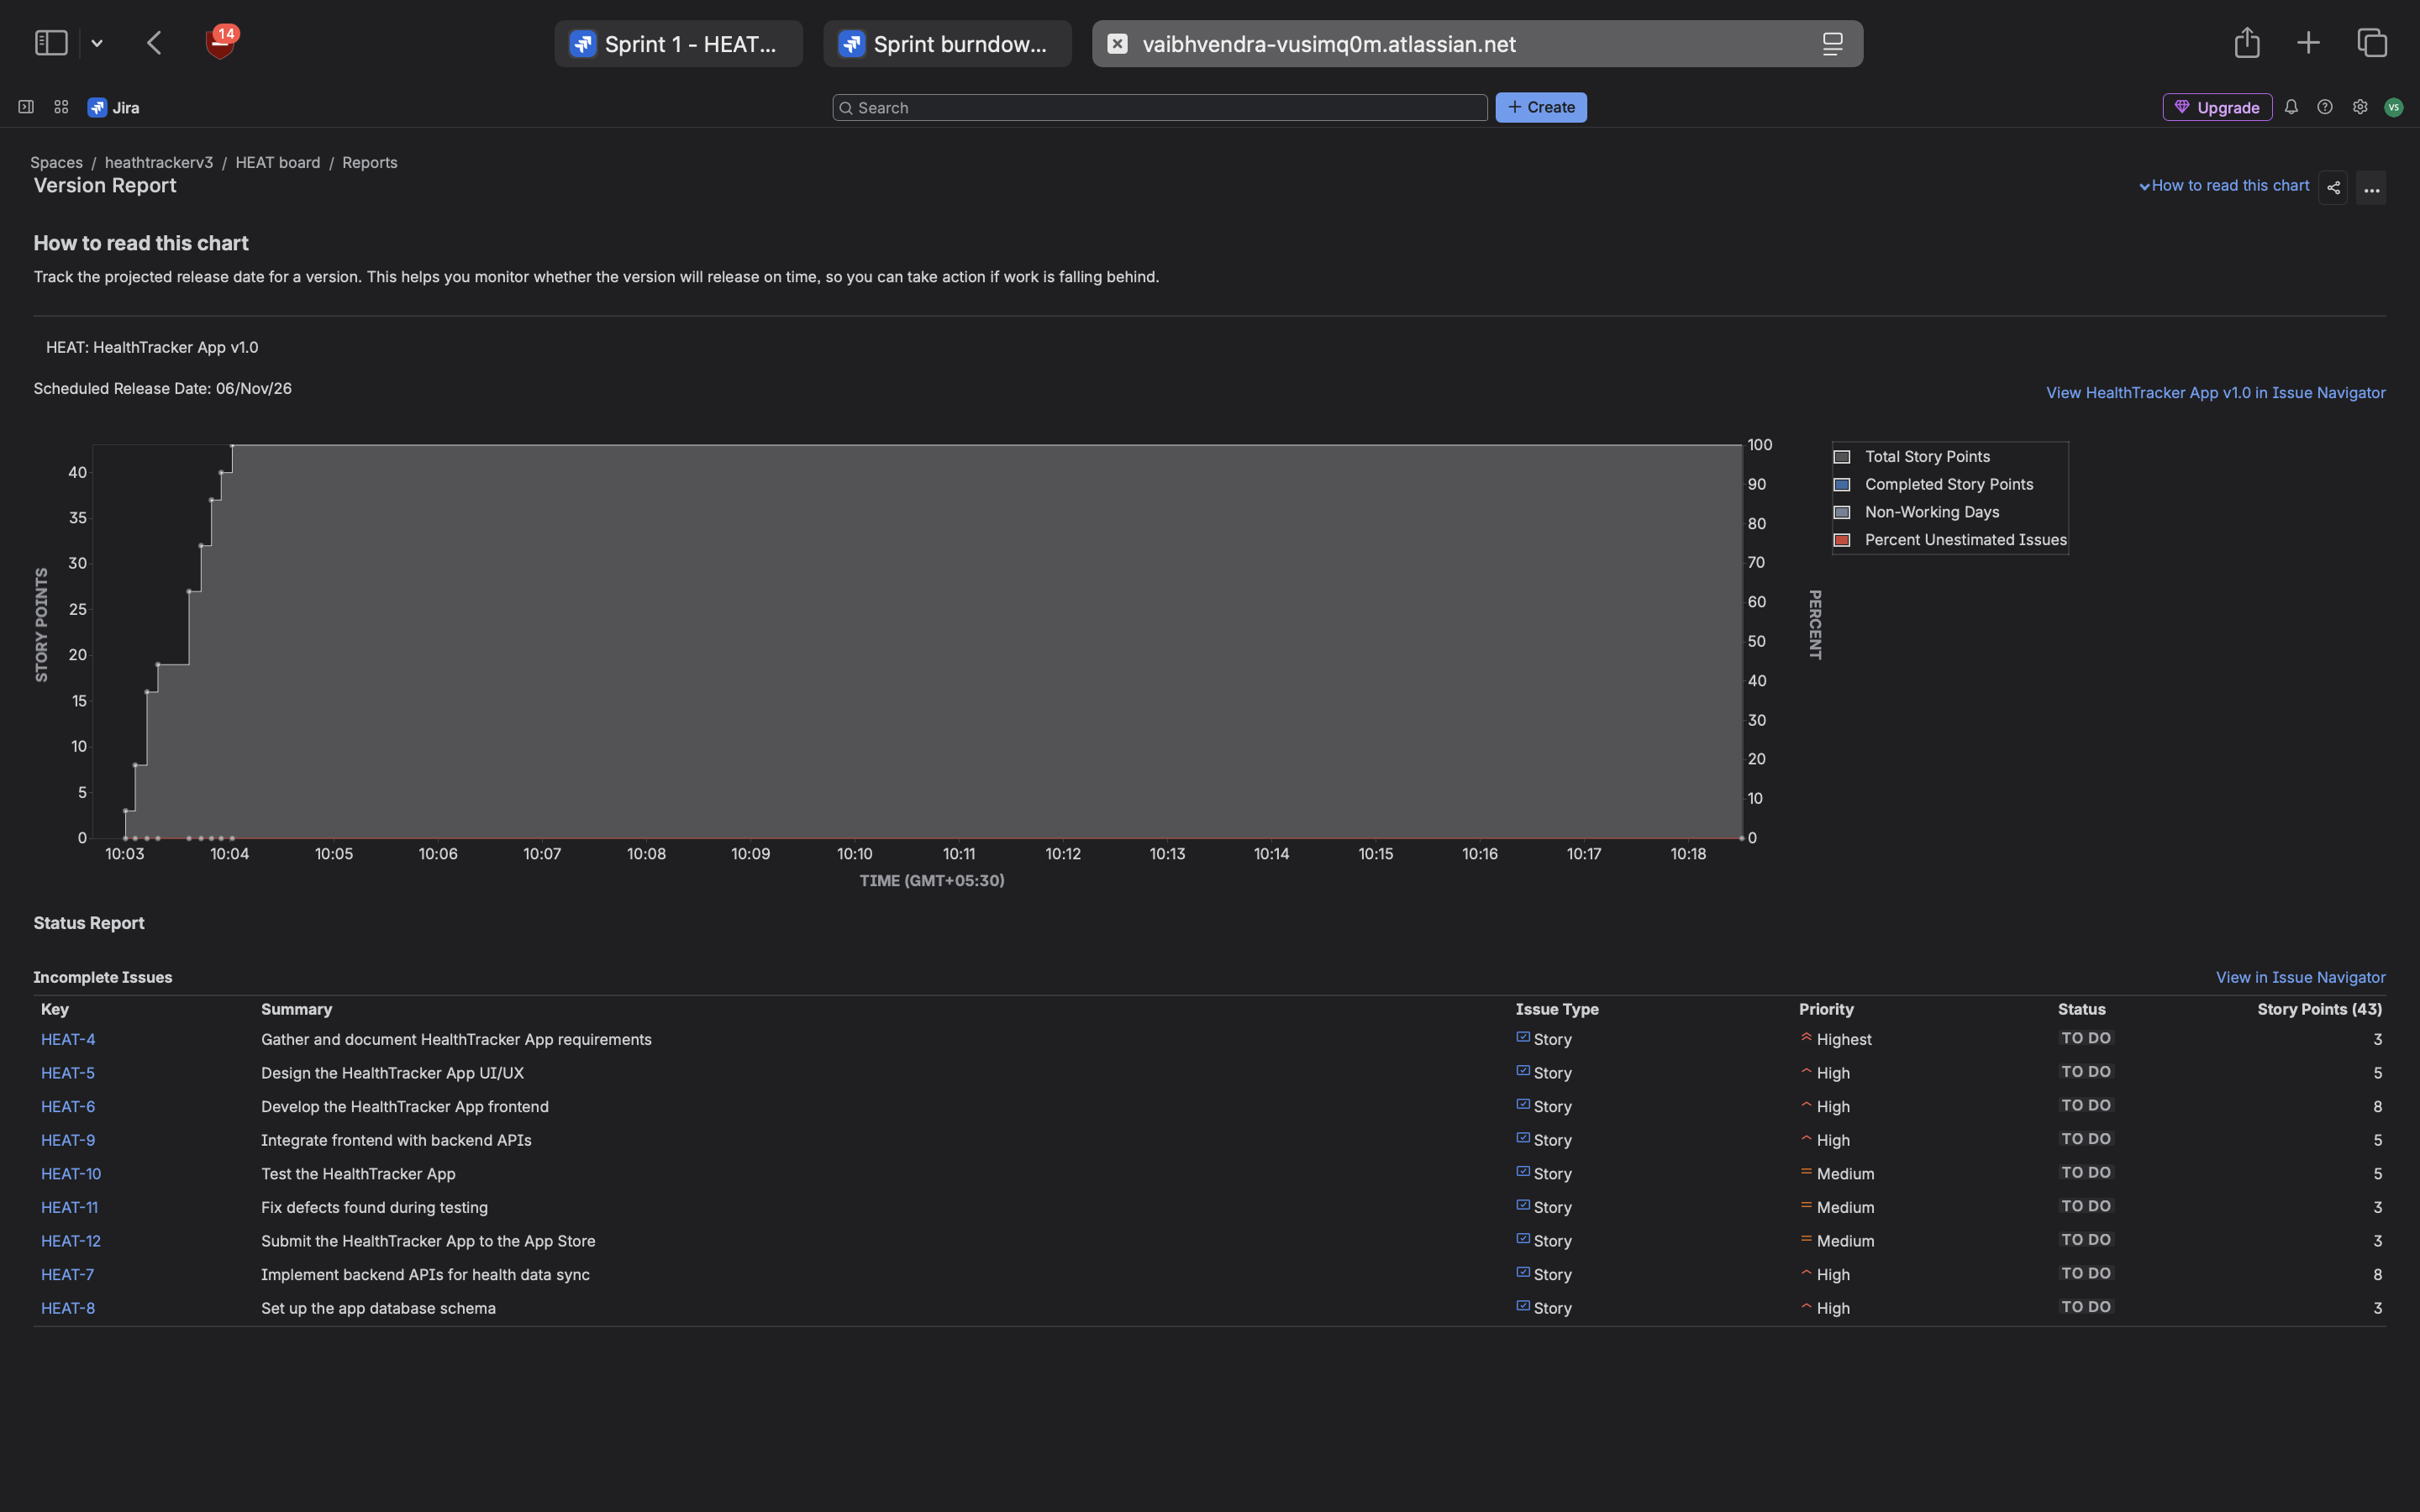 14
Sprint 1 - HEAT...
Sprint burndow...
vaibhvendra-vusimq0m.atlassian.net
Jira
Search
+ Create
Upgrade
VS
Spaces / heathtrackerv3 / HEAT board / Reports
Version Report
How to read this chart
...
How to read this chart
Track the projected release date for a version. This helps you monitor whether the version will release on time, so you can take action if work is falling behind.
HEAT: HealthTracker App v1.0
Scheduled Release Date: 06/Nov/26
View HealthTracker App v1.0 in Issue Navigator
STORY POINTS
40
35
30
25
20
15
10
5
0
100
90
80
70
60
50
40
30
20
10
0
PERCENT
Total Story Points
Completed Story Points
Non-Working Days
Percent Unestimated Issues
10:03 10:04 10:05 10:06 10:07 10:08 10:09 10:10 10:11 10:12 10:13 10:14 10:15 10:16 10:17 10:18
TIME (GMT+05:30)
Status Report
Incomplete Issues
View in Issue Navigator
Key Summary Issue Type Priority Status Story Points (43)
HEAT-4 Gather and document HealthTracker App requirements Story Highest TO DO 3
HEAT-5 Design the HealthTracker App UI/UX Story High TO DO 5
HEAT-6 Develop the HealthTracker App frontend Story High TO DO 8
HEAT-9 Integrate frontend with backend APIs Story High TO DO 5
HEAT-10 Test the HealthTracker App Story Medium TO DO 5
HEAT-11 Fix defects found during testing Story Medium TO DO 3
HEAT-12 Submit the HealthTracker App to the App Store Story Medium TO DO 3
HEAT-7 Implement backend APIs for health data sync Story High TO DO 8
HEAT-8 Set up the app database schema Story High TO DO 3